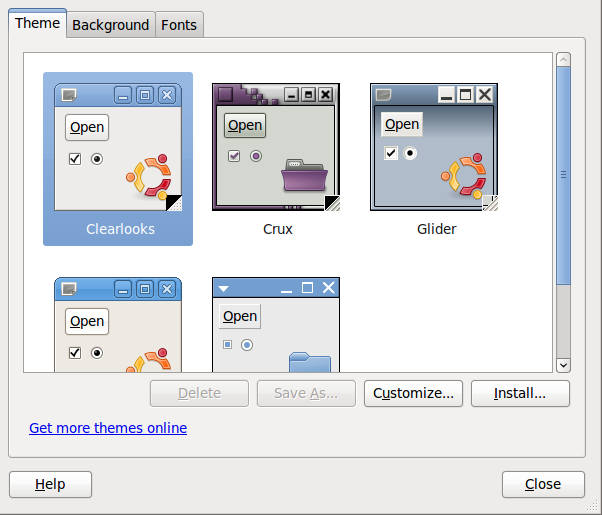 Theme Background Fonts
Open Open Open
Clearlooks Crux Glider
Open Open
Delete Save As... Customize... Install...
Get more themes online
Help Close